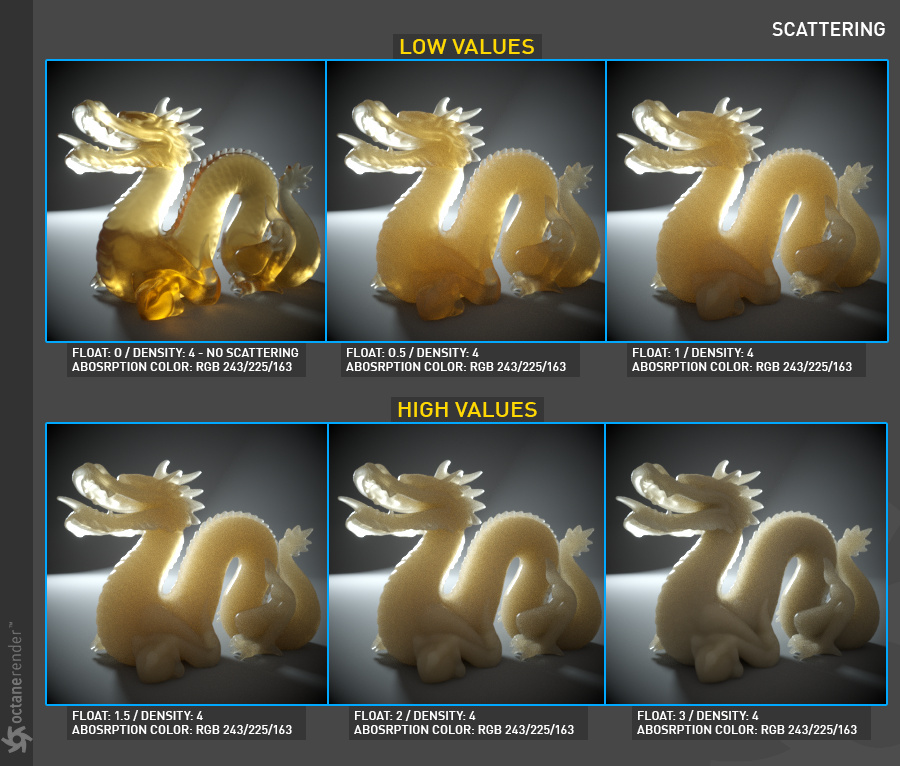 SCATTERING
LOW VALUES
FLOAT: 0 / DENSITY: 4 - NO SCATTERING
ABOSRPTION COLOR: RGB 243/225/163
FLOAT: 0.5 / DENSITY: 4
ABOSRPTION COLOR: RGB 243/225/163
FLOAT: 1 / DENSITY: 4
ABOSRPTION COLOR: RGB 243/225/163
HIGH VALUES
FLOAT: 1.5 / DENSITY: 4
ABOSRPTION COLOR: RGB 243/225/163
FLOAT: 2 / DENSITY: 4
ABOSRPTION COLOR: RGB 243/225/163
FLOAT: 3 / DENSITY: 4
ABOSRPTION COLOR: RGB 243/225/163
octanerender™